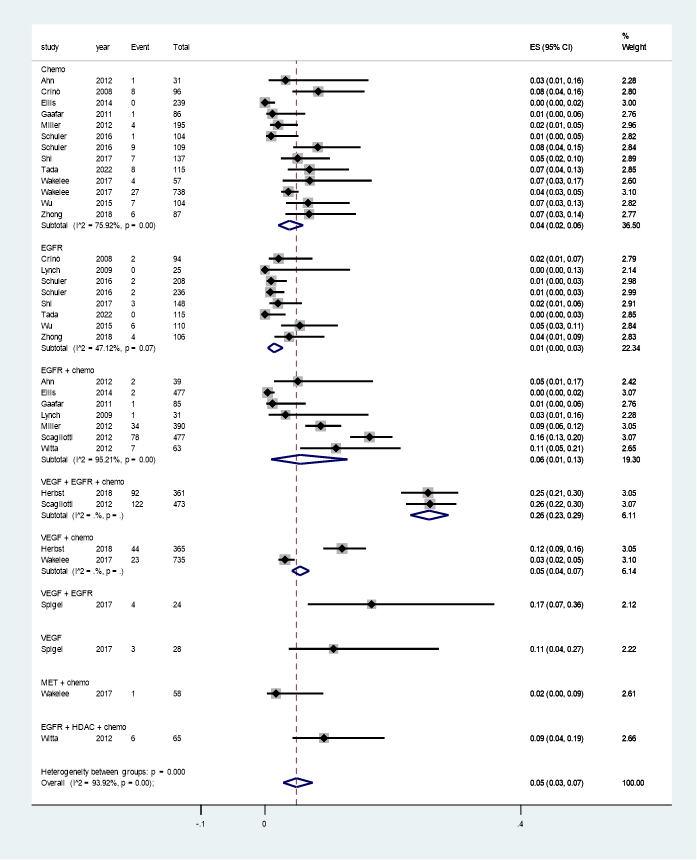 %
study year Event Total ES (95% CI) Weight
Chemo
Ahn 2012 1 31 0.03 (0.01, 0.16) 2.28
Crino 2008 8 96 0.08 (0.04, 0.16) 2.80
Ellis 2014 0 239 0.00 (0.00, 0.02) 3.00
Gaafar 2011 1 86 0.01 (0.00, 0.06) 2.76
Miller 2012 4 195 0.02 (0.01, 0.05) 2.96
Schuler 2016 1 104 0.01 (0.00, 0.05) 2.82
Schuler 2016 9 109 0.08 (0.04, 0.15) 2.84
Shi 2017 7 137 0.05 (0.02, 0.10) 2.89
Tada 2022 8 115 0.07 (0.04, 0.13) 2.85
Wakelee 2017 4 57 0.07 (0.03, 0.17) 2.60
Wakelee 2017 27 738 0.04 (0.03, 0.05) 3.10
Wu 2015 7 104 0.07 (0.03, 0.13) 2.82
Zhong 2018 6 87 0.07 (0.03, 0.14) 2.77
Subtotal (I^2 = 75.92%, p = 0.00) 0.04 (0.02, 0.06) 36.50
EGFR
Crino 2008 2 94 0.02 (0.01, 0.07) 2.79
Lynch 2009 0 25 0.00 (0.00, 0.13) 2.14
Schuler 2016 2 208 0.01 (0.00, 0.03) 2.98
Schuler 2016 2 236 0.01 (0.00, 0.03) 2.99
Shi 2017 3 148 0.02 (0.01, 0.06) 2.91
Tada 2022 0 115 0.00 (0.00, 0.03) 2.85
Wu 2015 6 110 0.05 (0.03, 0.11) 2.84
Zhong 2018 4 106 0.04 (0.01, 0.09) 2.83
Subtotal (I^2 = 47.12%, p = 0.07) 0.01 (0.00, 0.03) 22.34
EGFR + chemo
Ahn 2012 2 39 0.05 (0.01, 0.17) 2.42
Ellis 2014 2 477 0.00 (0.00, 0.02) 3.07
Gaafar 2011 1 85 0.01 (0.00, 0.06) 2.76
Lynch 2009 1 31 0.03 (0.01, 0.16) 2.28
Miller 2012 34 390 0.09 (0.06, 0.12) 3.05
Scagliotti 2012 78 477 0.16 (0.13, 0.20) 3.07
Witta 2012 7 63 0.11 (0.05, 0.21) 2.65
Subtotal (I^2 = 95.21%, p = 0.00) 0.06 (0.01, 0.13) 19.30
VEGF + EGFR + chemo
Herbst 2018 92 361 0.25 (0.21, 0.30) 3.05
Scagliotti 2012 122 473 0.26 (0.22, 0.30) 3.07
Subtotal (I^2 = .%, p = .) 0.26 (0.23, 0.29) 6.11
VEGF + chemo
Herbst 2018 44 365 0.12 (0.09, 0.16) 3.05
Wakelee 2017 23 735 0.03 (0.02, 0.05) 3.10
Subtotal (I^2 = .%, p = .) 0.05 (0.04, 0.07) 6.14
VEGF + EGFR
Spigel 2017 4 24 0.17 (0.07, 0.36) 2.12
VEGF
Spigel 2017 3 28 0.11 (0.04, 0.27) 2.22
MET + chemo
Wakelee 2017 1 58 0.02 (0.00, 0.09) 2.61
EGFR + HDAC + chemo
Witta 2012 6 65 0.09 (0.04, 0.19) 2.66
Heterogeneity between groups: p = 0.000
Overall (I^2 = 93.92%, p = 0.00); 0.05 (0.03, 0.07) 100.00
-.1 0 .4